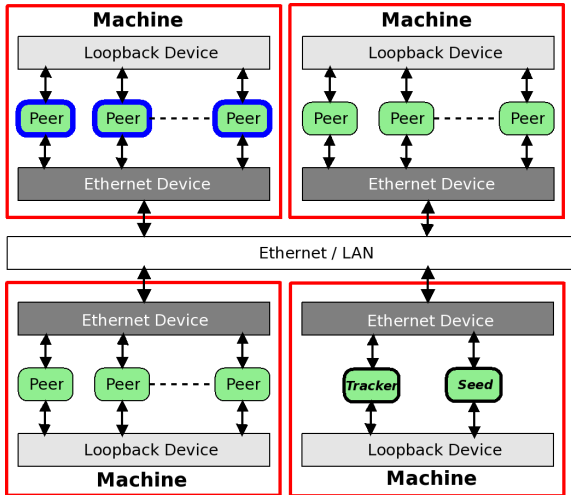 Machine
Loopback Device
Peer Peer Peer
Ethernet Device
Machine
Loopback Device
Peer Peer Peer
Ethernet Device
Ethernet / LAN
Ethernet Device
Peer Peer Peer
Loopback Device
Machine
Ethernet Device
Tracker Seed
Loopback Device
Machine